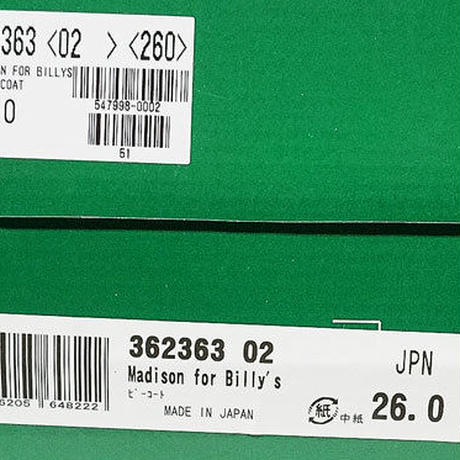 363 <02 > <260>
N FOR BILLYS
COAT
547998-0002
0
61
362363 02
JPN
Madison for Billy's
ピーコート
MADE IN JAPAN
紙 中紙
26.0
6205 648222